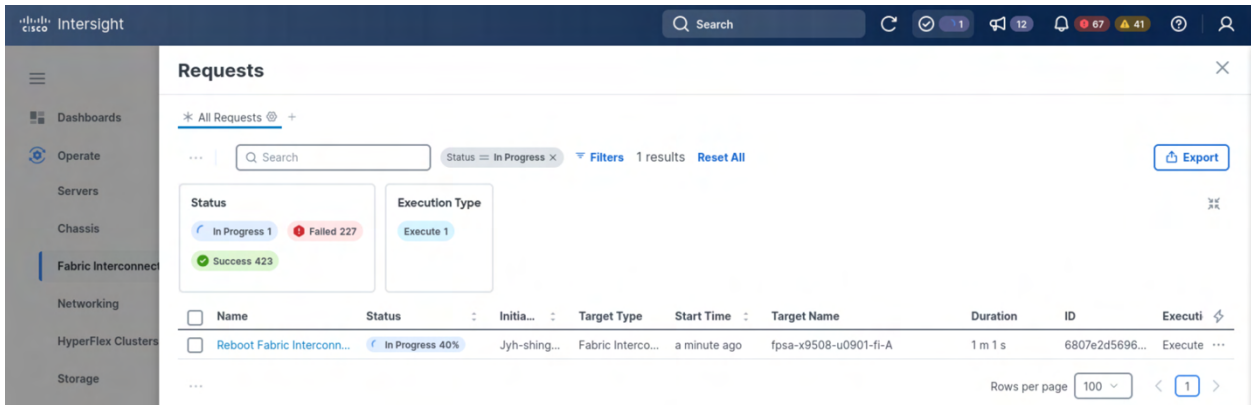 cisco Intersight
Search
1
12
67
41
Requests
Dashboards
All Requests
+
Operate
...
Search
Status = In Progress ×
Filters
1 results
Reset All
Export
Servers
Chassis
Fabric Interconnect
Networking
HyperFlex Clusters
Storage
Status
In Progress 1
Failed 227
Success 423
Execution Type
Execute 1
Name Status Initia... Target Type Start Time Target Name Duration ID Executi
Reboot Fabric Interconn... In Progress 40% Jyh-shing... Fabric Interco... a minute ago fpsa-x9508-u0901-fi-A 1 m 1 s 6807e2d5696... Execute ...
...
Rows per page 100 < 1 >